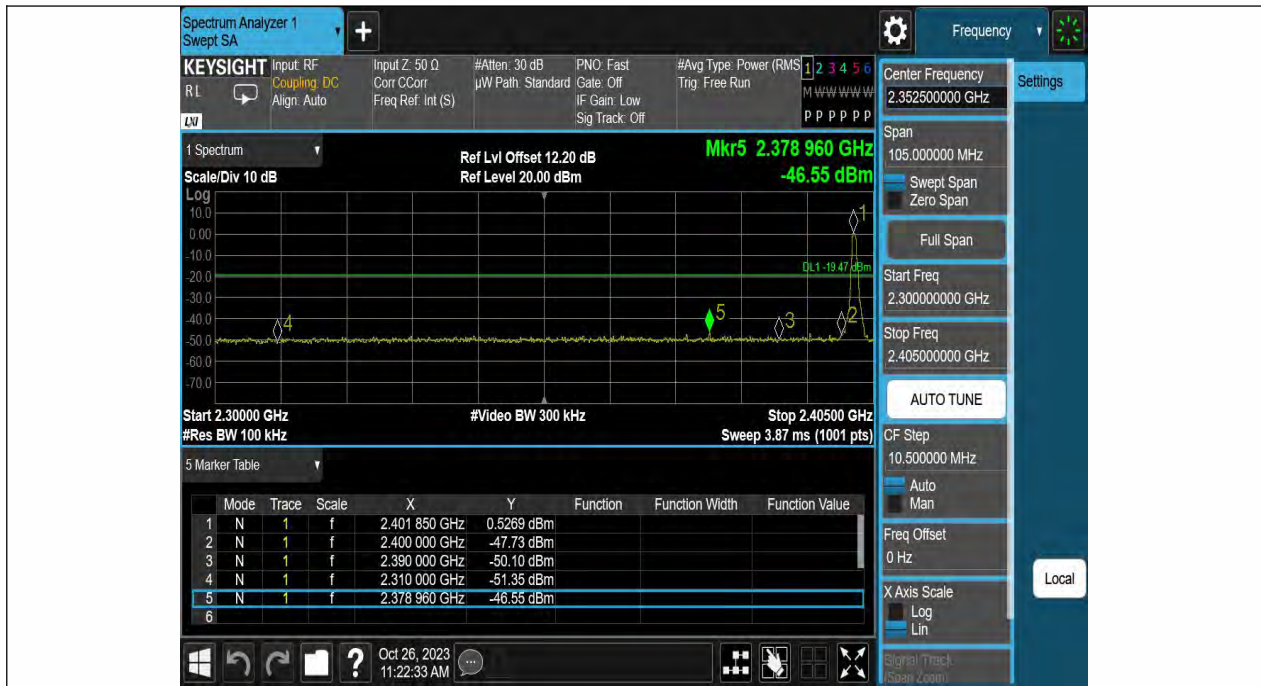 Spectrum Analyzer 1
Swept SA
+
Frequency
KEYSIGHT
R L
LXI
Input: RF
Coupling: DC
Align: Auto
Input Z: 50 Ω
Corr CCorr
Freq Ref: Int (S)
#Atten: 30 dB
µW Path: Standard
PNO: Fast
Gate: Off
IF Gain: Low
Sig Track: Off
#Avg Type: Power (RMS
Trig: Free Run
1 2 3 4 5 6
M W W W W W
P P P P P P
1 Spectrum
Scale/Div 10 dB
Ref Lvl Offset 12.20 dB
Ref Level 20.00 dBm
Mkr5 2.378 960 GHz
-46.55 dBm
Log
10.0
0.00
-10.0
-20.0
-30.0
-40.0
-50.0
-60.0
-70.0
DL1 -19.47 dBm
1
2
3
4
5
Start 2.30000 GHz
#Res BW 100 kHz
#Video BW 300 kHz
Stop 2.40500 GHz
Sweep 3.87 ms (1001 pts)
5 Marker Table
Mode Trace Scale X Y Function Function Width Function Value
1 N 1 f 2.401 850 GHz 0.5269 dBm
2 N 1 f 2.400 000 GHz -47.73 dBm
3 N 1 f 2.390 000 GHz -50.10 dBm
4 N 1 f 2.310 000 GHz -51.35 dBm
5 N 1 f 2.378 960 GHz -46.55 dBm
6
Center Frequency
2.352500000 GHz
Settings
Span
105.000000 MHz
Swept Span
Zero Span
Full Span
Start Freq
2.300000000 GHz
Stop Freq
2.405000000 GHz
AUTO TUNE
CF Step
10.500000 MHz
Auto
Man
Freq Offset
0 Hz
X Axis Scale
Log
Lin
Signal Track
(Span Zoom)
Local
?
Oct 26, 2023
11:22:33 AM